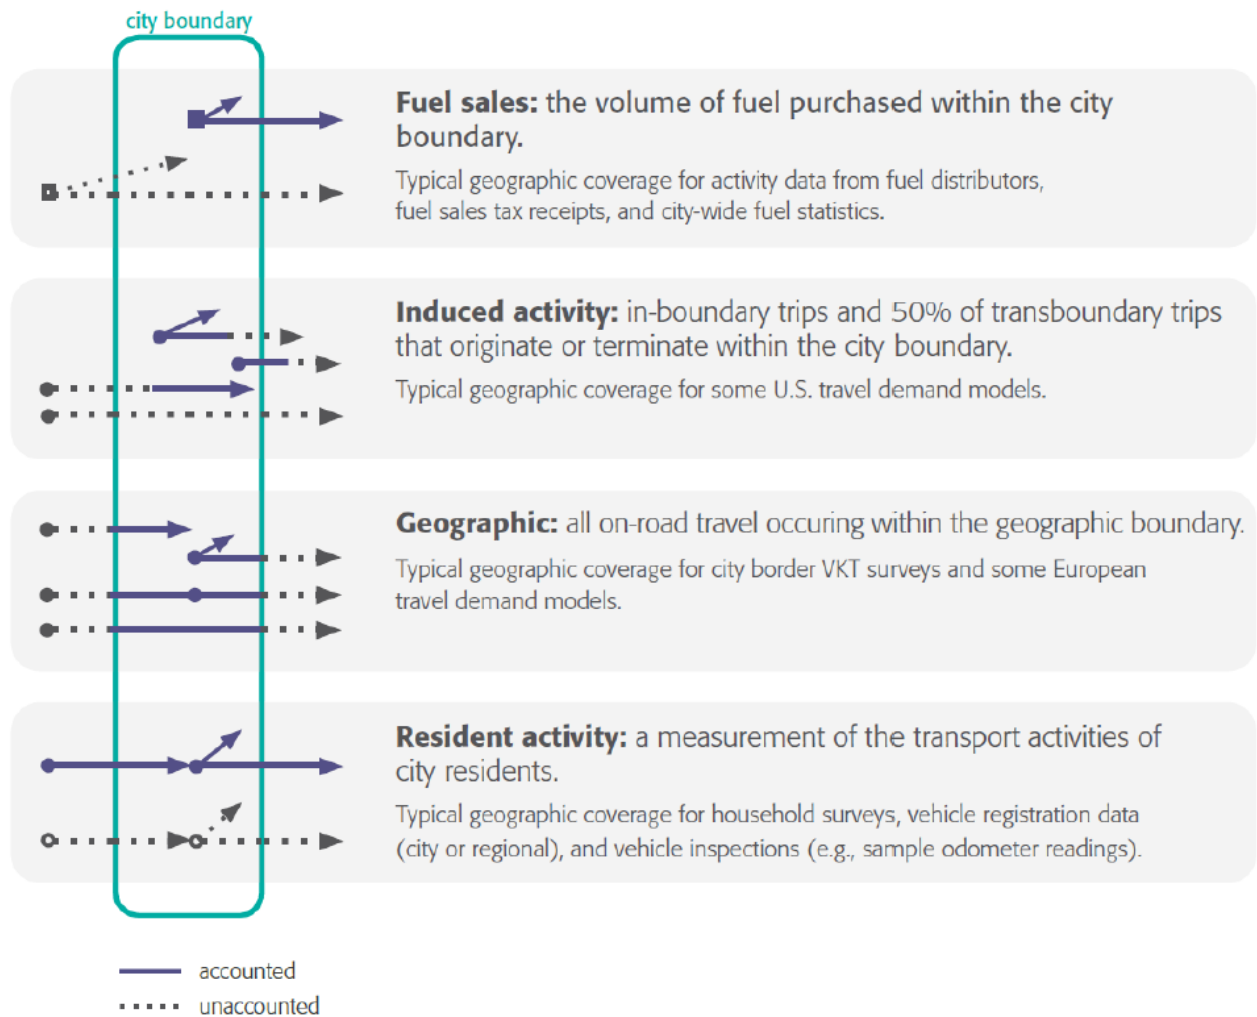 city boundary
Fuel sales: the volume of fuel purchased within the city
boundary.
Typical geographic coverage for activity data from fuel distributors,
fuel sales tax receipts, and city-wide fuel statistics.
Induced activity: in-boundary trips and 50% of transboundary trips
that originate or terminate within the city boundary.
Typical geographic coverage for some U.S. travel demand models.
Geographic: all on-road travel occuring within the geographic boundary.
Typical geographic coverage for city border VKT surveys and some European
travel demand models.
Resident activity: a measurement of the transport activities of
city residents.
Typical geographic coverage for household surveys, vehicle registration data
(city or regional), and vehicle inspections (e.g., sample odometer readings).
accounted
unaccounted